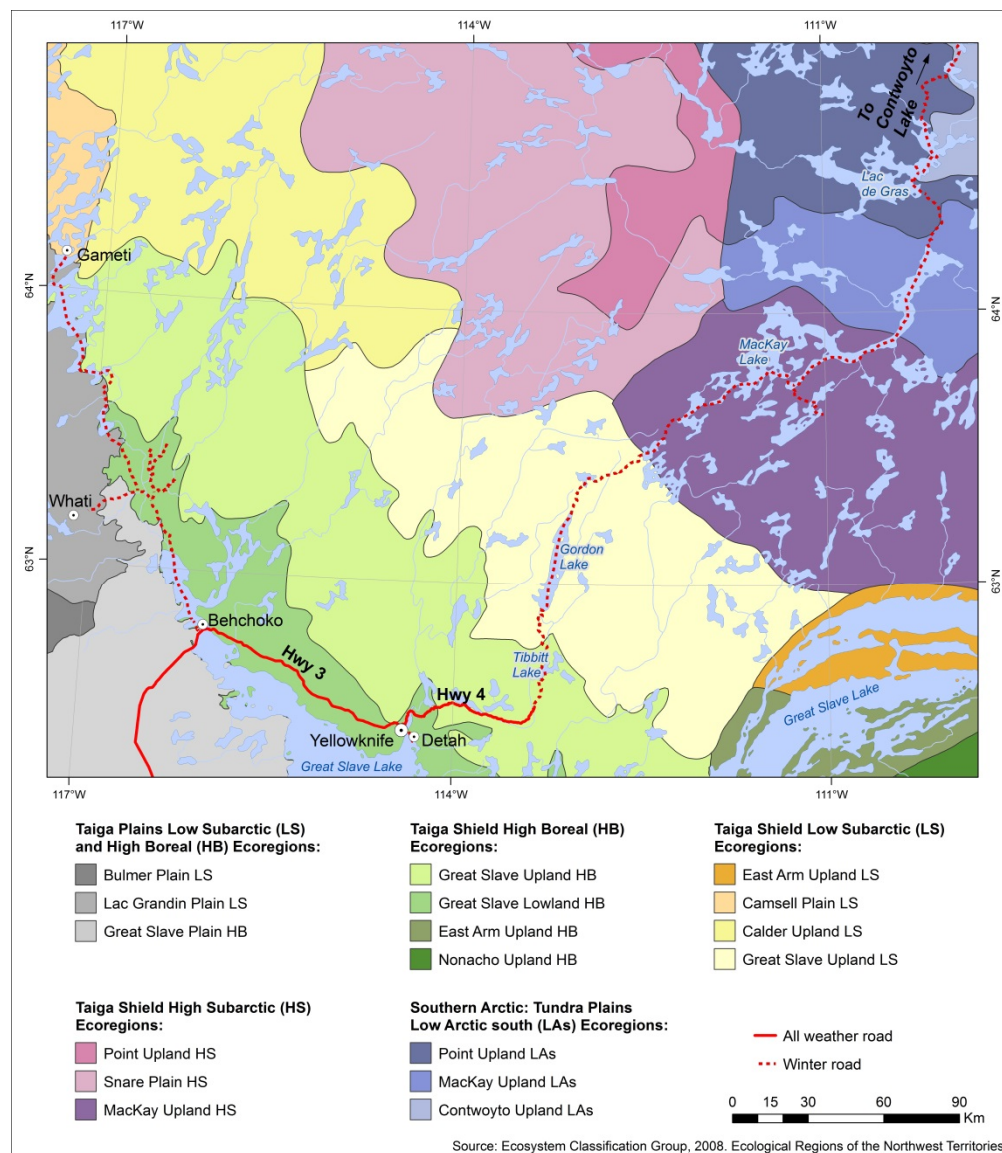 117°W
114°W
111°W
To
Contwoyto
Lake
Lac
de Gras
Gameti
64°N
64°N
MacKay
Lake
Whati
63°N
63°N
Gordon
Lake
Behchoko
Hwy 3
Tibbitt
Lake
Hwy 4
Great Slave Lake
Yellowknife
Detah
Great Slave Lake
117°W
114°W
111°W
Taiga Plains Low Subarctic (LS)
and High Boreal (HB) Ecoregions:
Bulmer Plain LS
Lac Grandin Plain LS
Great Slave Plain HB
Taiga Shield High Boreal (HB)
Ecoregions:
Great Slave Upland HB
Great Slave Lowland HB
East Arm Upland HB
Nonacho Upland HB
Taiga Shield Low Subarctic (LS)
Ecoregions:
East Arm Upland LS
Camsell Plain LS
Calder Upland LS
Great Slave Upland LS
Taiga Shield High Subarctic (HS)
Ecoregions:
Point Upland HS
Snare Plain HS
MacKay Upland HS
Southern Arctic: Tundra Plains
Low Arctic south (LAs) Ecoregions:
Point Upland LAs
MacKay Upland LAs
Contwoyto Upland LAs
All weather road
Winter road
0 15 30 60 90
Km
Source: Ecosystem Classification Group, 2008. Ecological Regions of the Northwest Territories